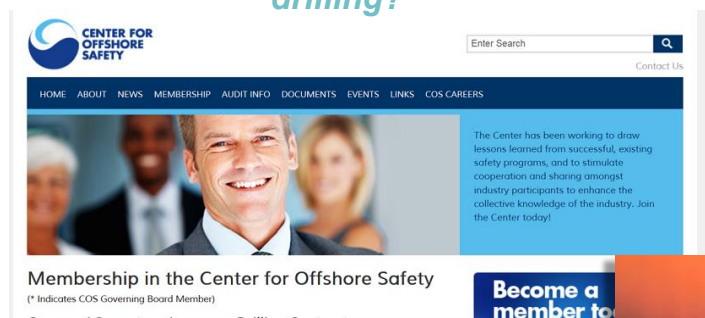 drilling?
CENTER FOR
OFFSHORE
SAFETY
Enter Search
Contact Us
HOME ABOUT NEWS MEMBERSHIP AUDIT INFO DOCUMENTS EVENTS LINKS COS CAREERS
The Center has been working to draw
lessons learned from successful, existing
safety programs, and to stimulate
cooperation and sharing amongst
industry participants to enhance the
collective knowledge of the industry. Join
the Center today!
Membership in the Center for Offshore Safety
(* Indicates COS Governing Board Member)
Become a
member